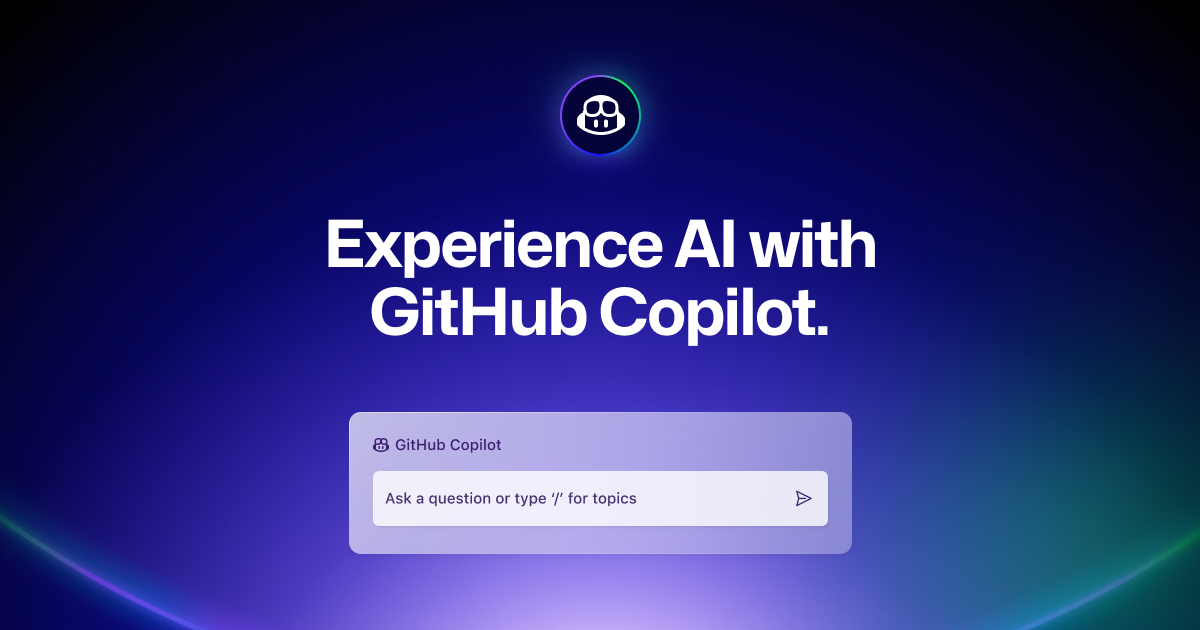 Experience AI with
GitHub Copilot.
GitHub Copilot
Ask a question or type ‘/’ for topics